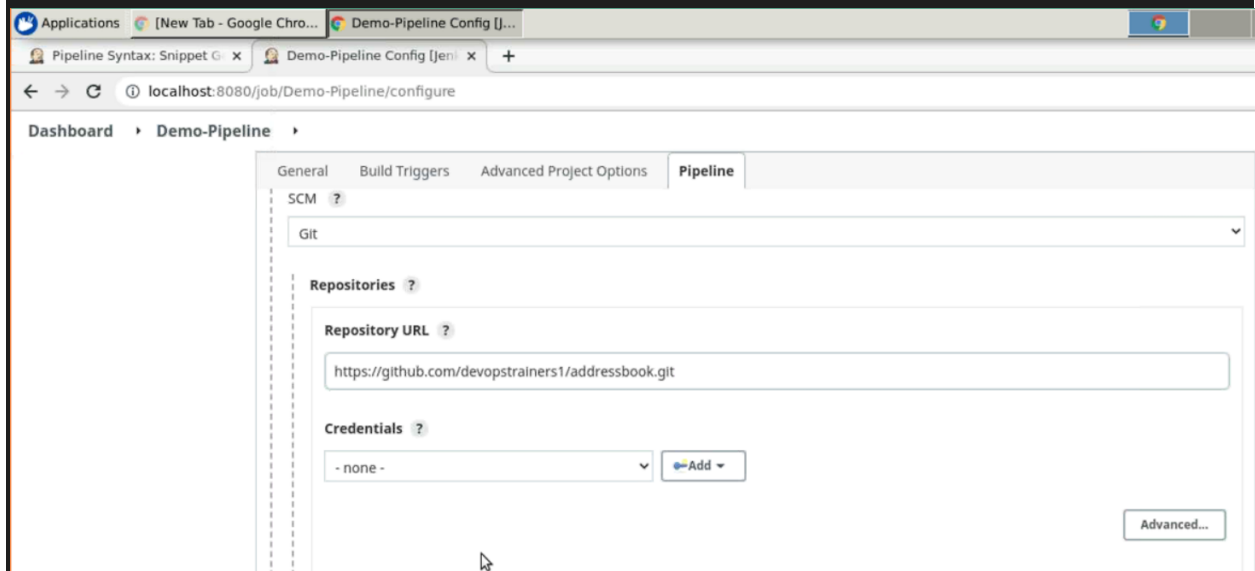 Applications [New Tab - Google Chro... Demo-Pipeline Config [J...
Pipeline Syntax: Snippet G Demo-Pipeline Config [Jen
localhost:8080/job/Demo-Pipeline/configure
Dashboard Demo-Pipeline
General Build Triggers Advanced Project Options Pipeline
SCM ?
Git
Repositories ?
Repository URL ?
https://github.com/devopstrainers1/addressbook.git
Credentials ?
- none - Add
Advanced...